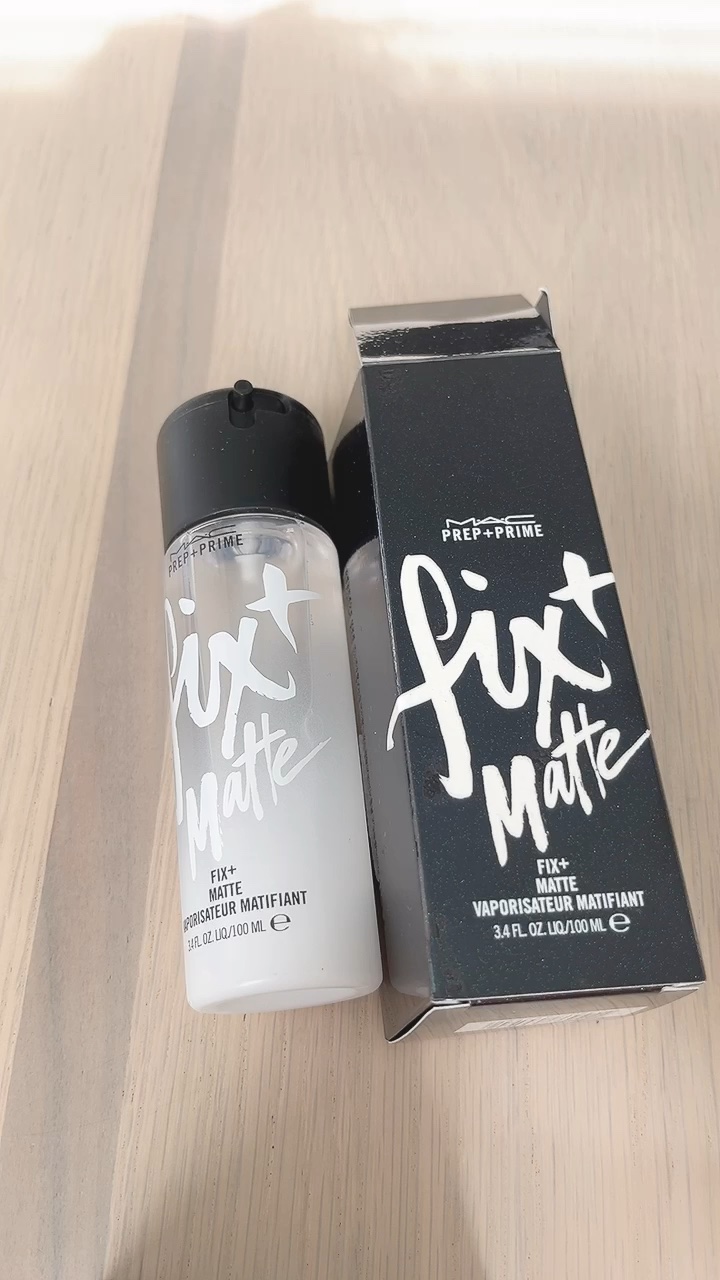 MAC
PREP+PRIME
fix+
Matte
FIX+
MATTE
VAPORISATEUR MATIFIANT
3.4 FL. OZ. LIQ./100 ML e
MAC
PREP+PRIME
fix+
Matte
FIX+
MATTE
VAPORISATEUR MATIFIANT
3.4 FL. OZ. LIQ./100 ML e